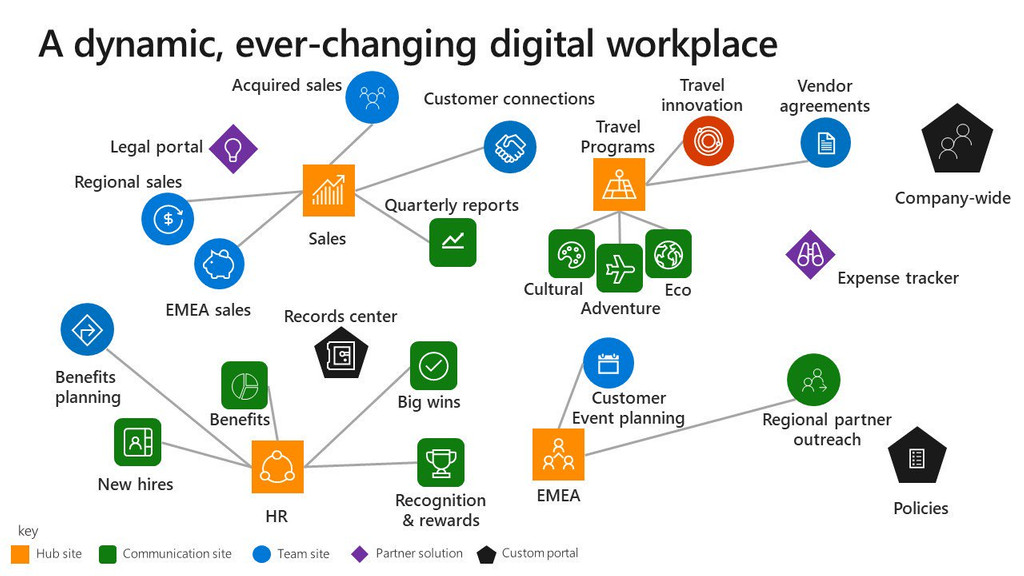 A dynamic, ever-changing digital workplace
Acquired sales
Customer connections
Travel
innovation
Vendor
agreements
Legal portal
Travel
Programs
Regional sales
Company-wide
Quarterly reports
Sales
Expense tracker
Cultural
Eco
Adventure
EMEA sales
Records center
Benefits
planning
Benefits
Big wins
Customer
Event planning
Regional partner
outreach
New hires
Recognition
& rewards
EMEA
Policies
HR
key
Hub site
Communication site
Team site
Partner solution
Custom portal